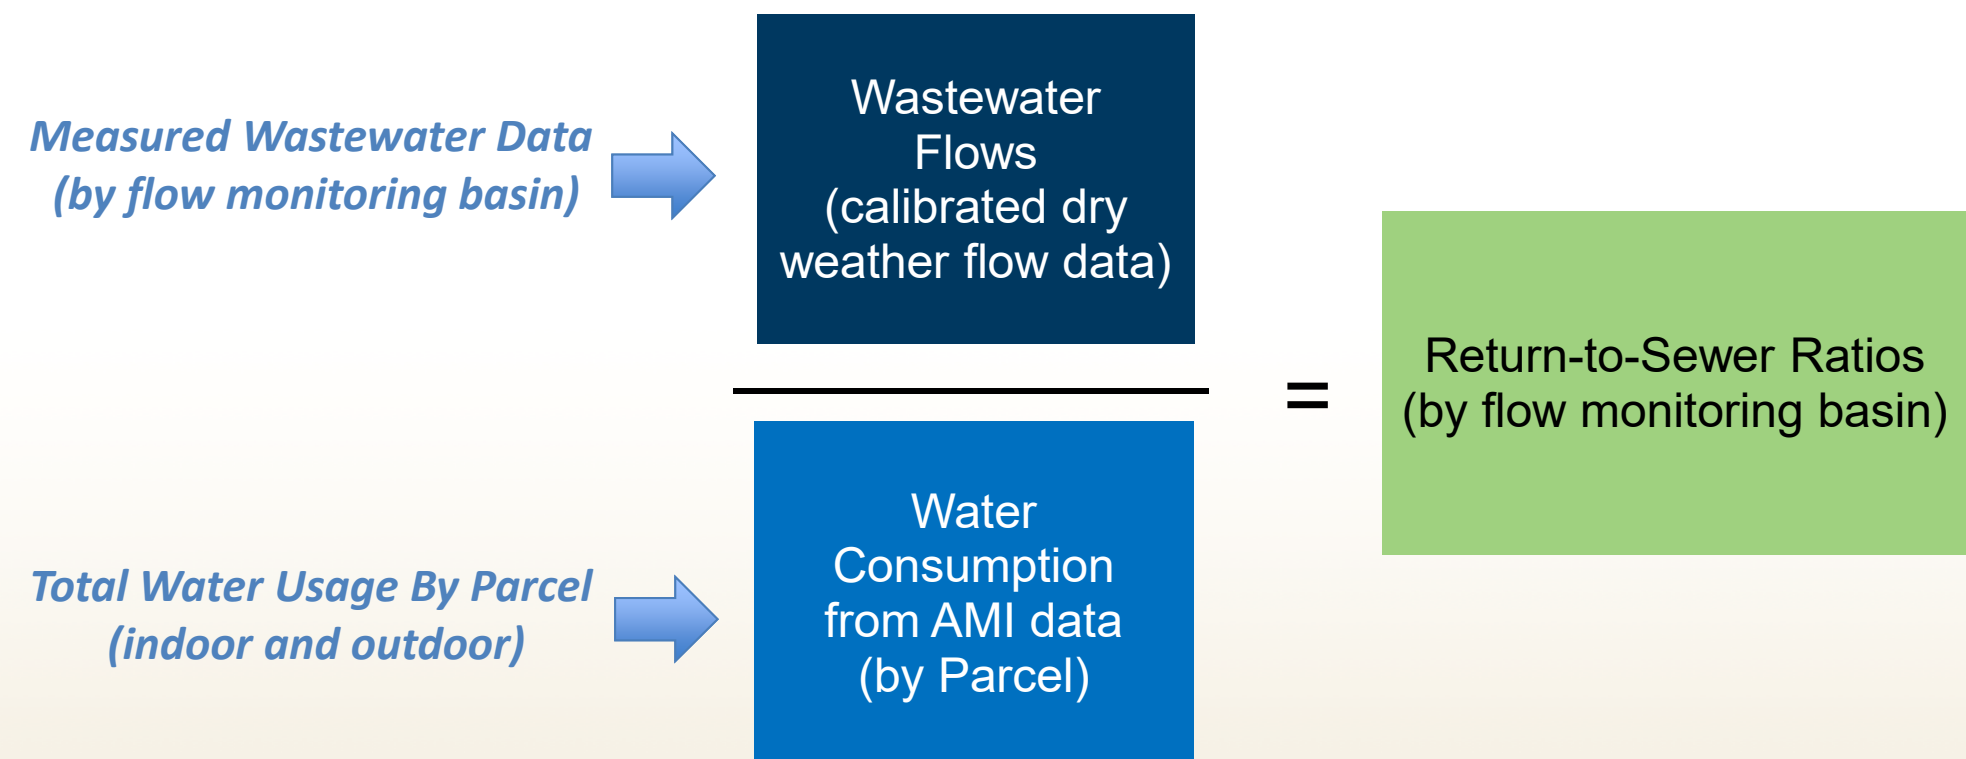 Measured Wastewater Data
(by flow monitoring basin)
Wastewater
Flows
(calibrated dry
weather flow data)
Total Water Usage By Parcel
(indoor and outdoor)
Water
Consumption
from AMI data
(by Parcel)
=
Return-to-Sewer Ratios
(by flow monitoring basin)